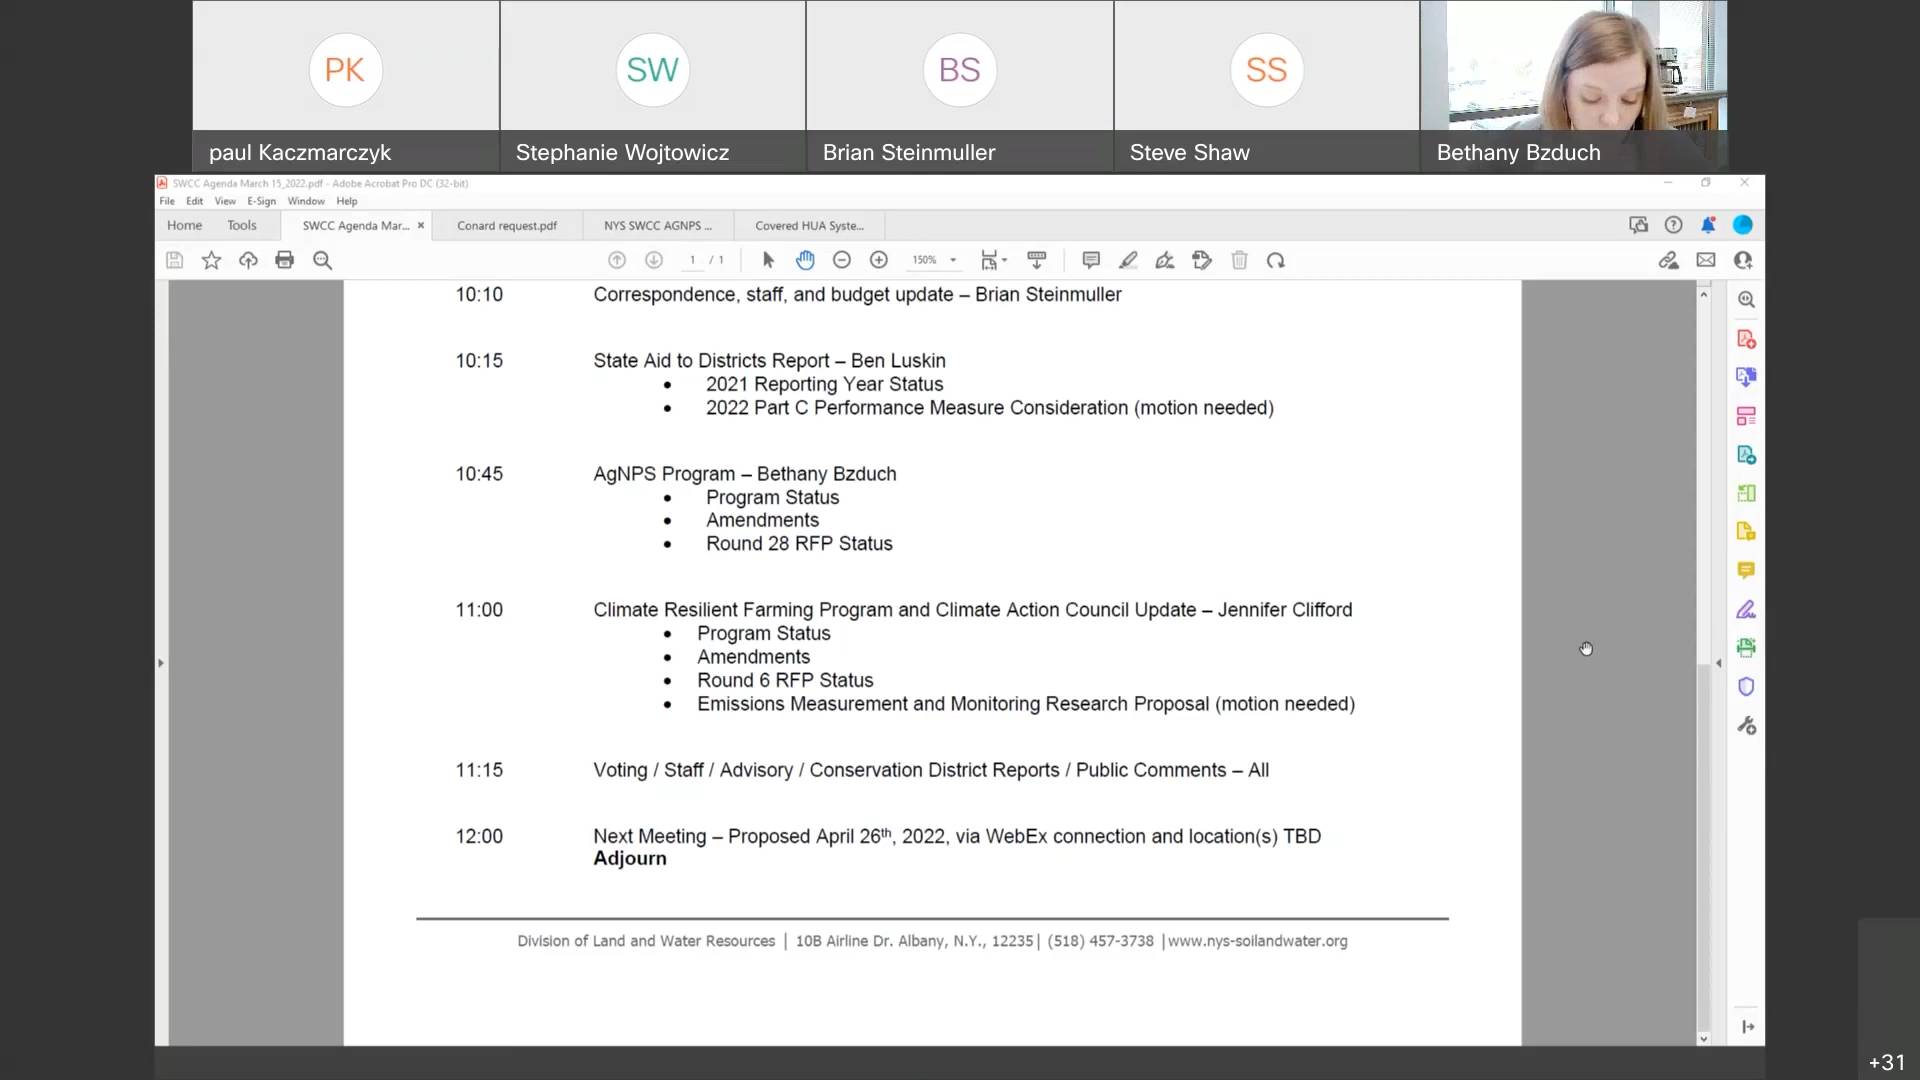 PK
SW
BS
SS
paul Kaczmarczyk
Stephanie Wojtowicz
Brian Steinmuller
Steve Shaw
Bethany Bzduch
SWCC Agenda March 15_2022.pdf - Adobe Acrobat Pro DC (32-bit)
File Edit View E-Sign Window Help
Home Tools SWCC Agenda Mar... × Conard request.pdf NYS SWCC AGNPS ... Covered HUA Syste...
1 / 1 150%
10:10 Correspondence, staff, and budget update – Brian Steinmuller
10:15 State Aid to Districts Report – Ben Luskin
• 2021 Reporting Year Status
• 2022 Part C Performance Measure Consideration (motion needed)
10:45 AgNPS Program – Bethany Bzduch
• Program Status
• Amendments
• Round 28 RFP Status
11:00 Climate Resilient Farming Program and Climate Action Council Update – Jennifer Clifford
• Program Status
• Amendments
• Round 6 RFP Status
• Emissions Measurement and Monitoring Research Proposal (motion needed)
11:15 Voting / Staff / Advisory / Conservation District Reports / Public Comments – All
12:00 Next Meeting – Proposed April 26th, 2022, via WebEx connection and location(s) TBD
Adjourn
Division of Land and Water Resources | 10B Airline Dr. Albany, N.Y., 12235| (518) 457-3738 |www.nys-soilandwater.org
+31